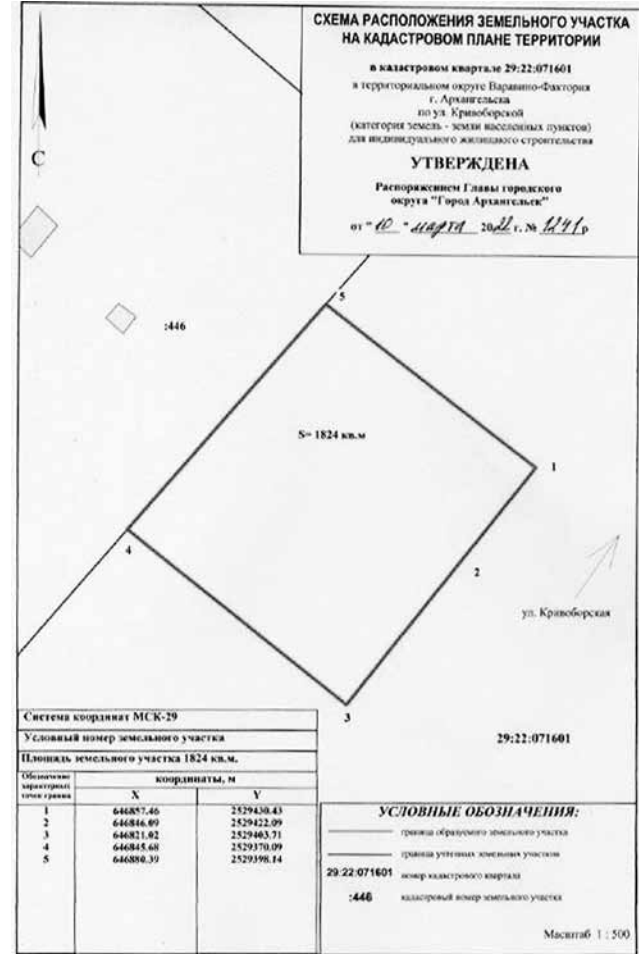 СХЕМА РАСПОЛОЖЕНИЯ ЗЕМЕЛЬНОГО УЧАСТКА
НА КАДАСТРОВОМ ПЛАНЕ ТЕРРИТОРИИ
в кадастровом квартале 29:22:071601
в территориальном округе Варавино-Фактория
г. Архангельска
по ул. Кривоборской
(категория земель - земли населенных пунктов)
для индивидуального жилищного строительства
УТВЕРЖДЕНА
Распоряжением Главы городского
округа "Город Архангельск"
от "10" марта 2022 г. № 1241р
С
5
:446
S= 1824 кв.м
1
4
2
ул. Кривоборская
3
29:22:071601
Система координат МСК-29
Условный номер земельного участка
Площадь земельного участка 1824 кв.м.
Обозначение характерных точек границ
координаты, м
X Y
1 646857.46 2529430.43
2 646846.09 2529422.09
3 646821.02 2529403.71
4 646845.68 2529370.09
5 646880.39 2529398.14
УСЛОВНЫЕ ОБОЗНАЧЕНИЯ:
граница образуемого земельного участка
граница учтенных земельных участков
29:22:071601 номер кадастрового квартала
:446 кадастровый номер земельного участка
Масштаб 1 : 500